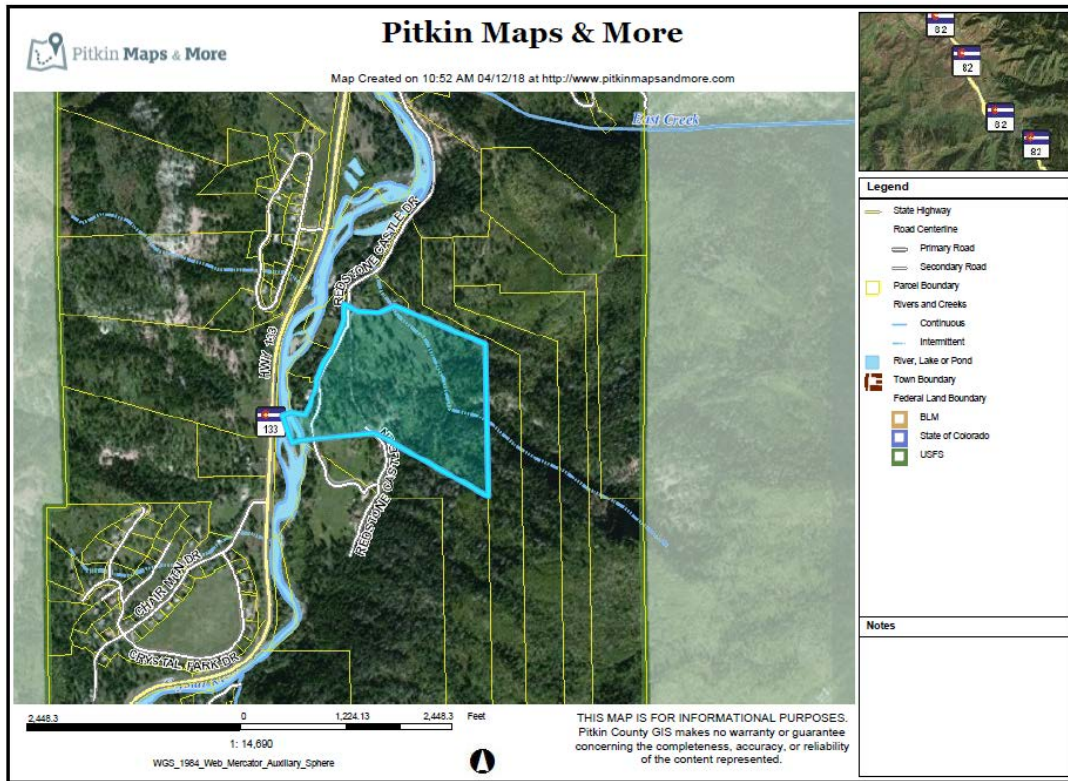 Pitkin Maps & More
Pitkin Maps & More
Map Created on 10:52 AM 04/12/18 at http://www.pitkinmapsandmore.com
82
82
82
82
East Creek
REDSTONE CASTLE DR
HWY 133
133
REDSTONE CASTLE
CHAIR MTN DR
CRYSTAL PARK DR
Legend
State Highway
Road Centerline
Primary Road
Secondary Road
Parcel Boundary
Rivers and Creeks
Continuous
Intermittent
River, Lake or Pond
Town Boundary
Federal Land Boundary
BLM
State of Colorado
USFS
Notes
2,448.3 0 1,224.13 2,448.3 Feet
1: 14,690
WGS_1984_Web_Mercator_Auxiliary_Sphere
THIS MAP IS FOR INFORMATIONAL PURPOSES.
Pitkin County GIS makes no warranty or guarantee
concerning the completeness, accuracy, or reliability
of the content represented.